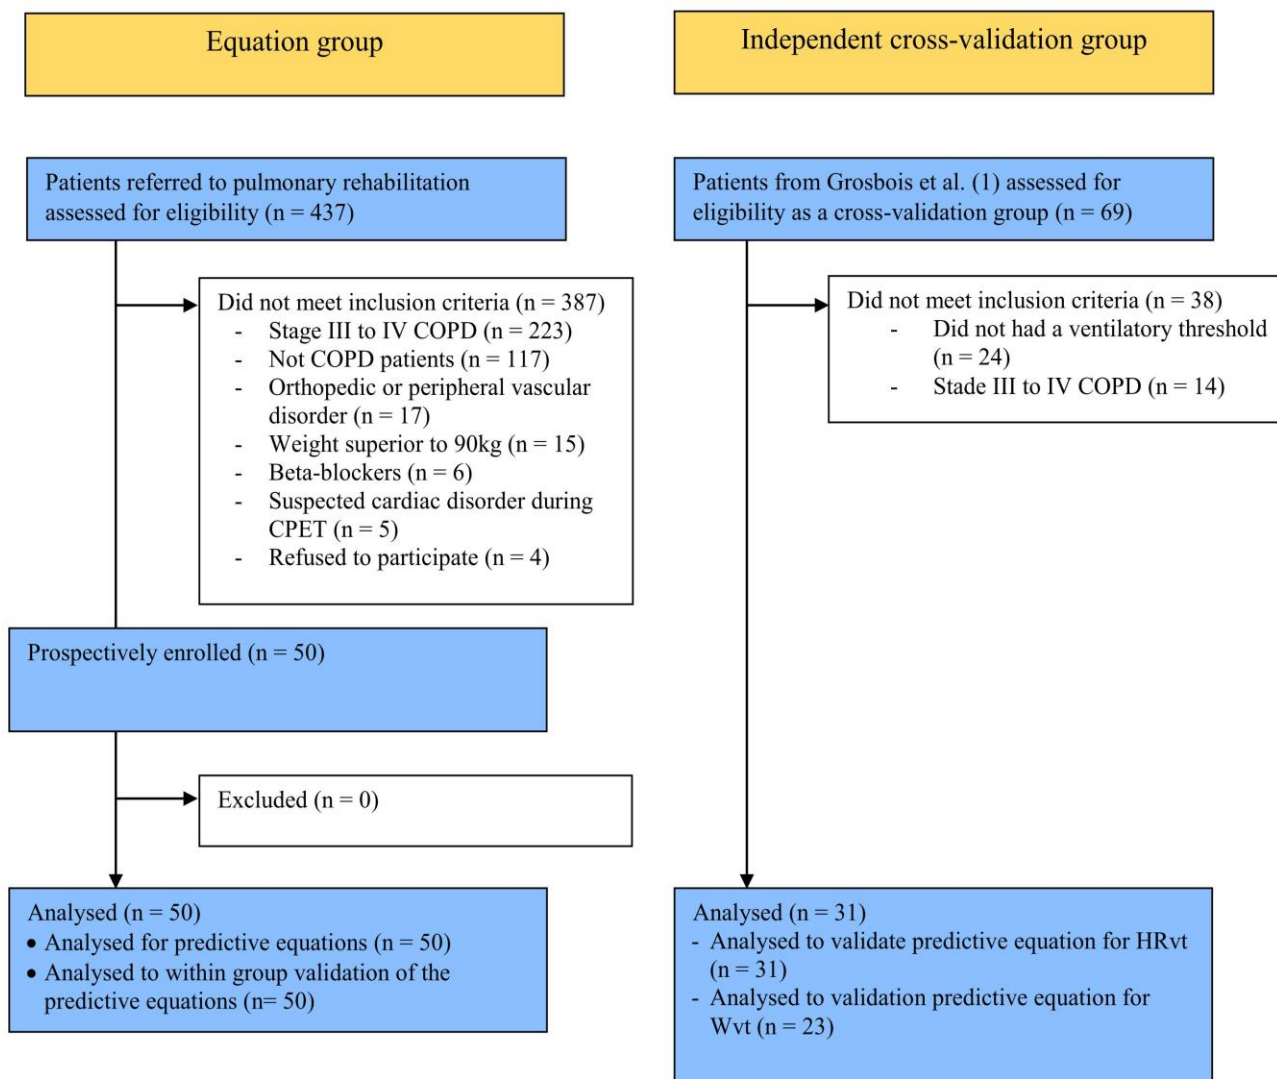 Equation group
Independent cross-validation group
Patients referred to pulmonary rehabilitation
assessed for eligibility (n = 437)
Patients from Grosbois et al. (1) assessed for
eligibility as a cross-validation group (n = 69)
Did not meet inclusion criteria (n = 387)
- Stage III to IV COPD (n = 223)
- Not COPD patients (n = 117)
- Orthopedic or peripheral vascular
disorder (n = 17)
- Weight superior to 90kg (n = 15)
- Beta-blockers (n = 6)
- Suspected cardiac disorder during
CPET (n = 5)
- Refused to participate (n = 4)
Did not meet inclusion criteria (n = 38)
- Did not had a ventilatory threshold
(n = 24)
- Stade III to IV COPD (n = 14)
Prospectively enrolled (n = 50)
Excluded (n = 0)
Analysed (n = 50)
• Analysed for predictive equations (n = 50)
• Analysed to within group validation of the
predictive equations (n= 50)
Analysed (n = 31)
- Analysed to validate predictive equation for HRvt
(n = 31)
- Analysed to validation predictive equation for
Wvt (n = 23)